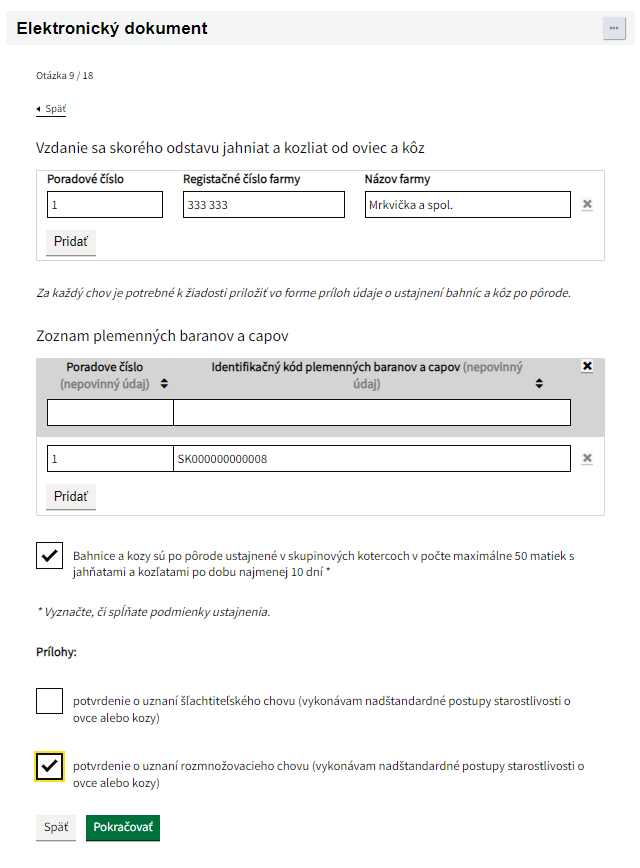 Elektronický dokument
Otázka 9 / 18
Späť
Vzdanie sa skorého odstavu jahniat a kozliat od oviec a kôz
Poradové číslo Registačné číslo farmy Názov farmy
1 333 333 Mrkvička a spol.
Pridať
Za každý chov je potrebné k žiadosti priložiť vo forme príloh údaje o ustajnení bahníc a kôz po pôrode.
Zoznam plemenných baranov a capov
Poradove číslo Identifikačný kód plemenných baranov a capov (nepovinný
(nepovinný údaj) údaj)
1 SK000000000008
Pridať
Bahnice a kozy sú po pôrode ustajnené v skupinových kotercoch v počte maximálne 50 matiek s
jahňatami a kozľatami po dobu najmenej 10 dní *
* Vyznačte, či spĺňate podmienky ustajnenia.
Prílohy:
potvrdenie o uznaní šľachtiteľského chovu (vykonávam nadštandardné postupy starostlivosti o
ovce alebo kozy)
potvrdenie o uznaní rozmnožovacieho chovu (vykonávam nadštandardné postupy starostlivosti o
ovce alebo kozy)
Späť Pokračovať